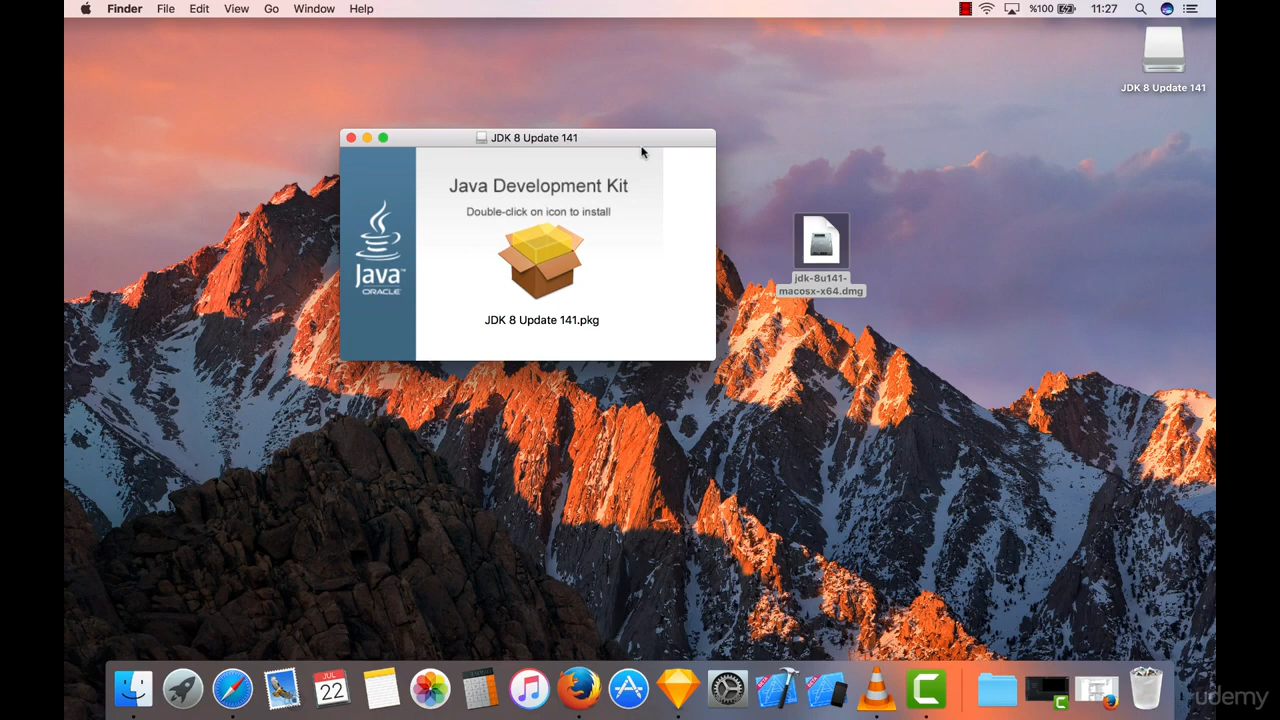 Finder File Edit View Go Window Help %100 11:27
JDK 8 Update 141
JDK 8 Update 141
Java Development Kit
Double-click on icon to install
Java™
ORACLE
JDK 8 Update 141.pkg
jdk-8u141-
macosx-x64.dmg
JUL
22
udemy